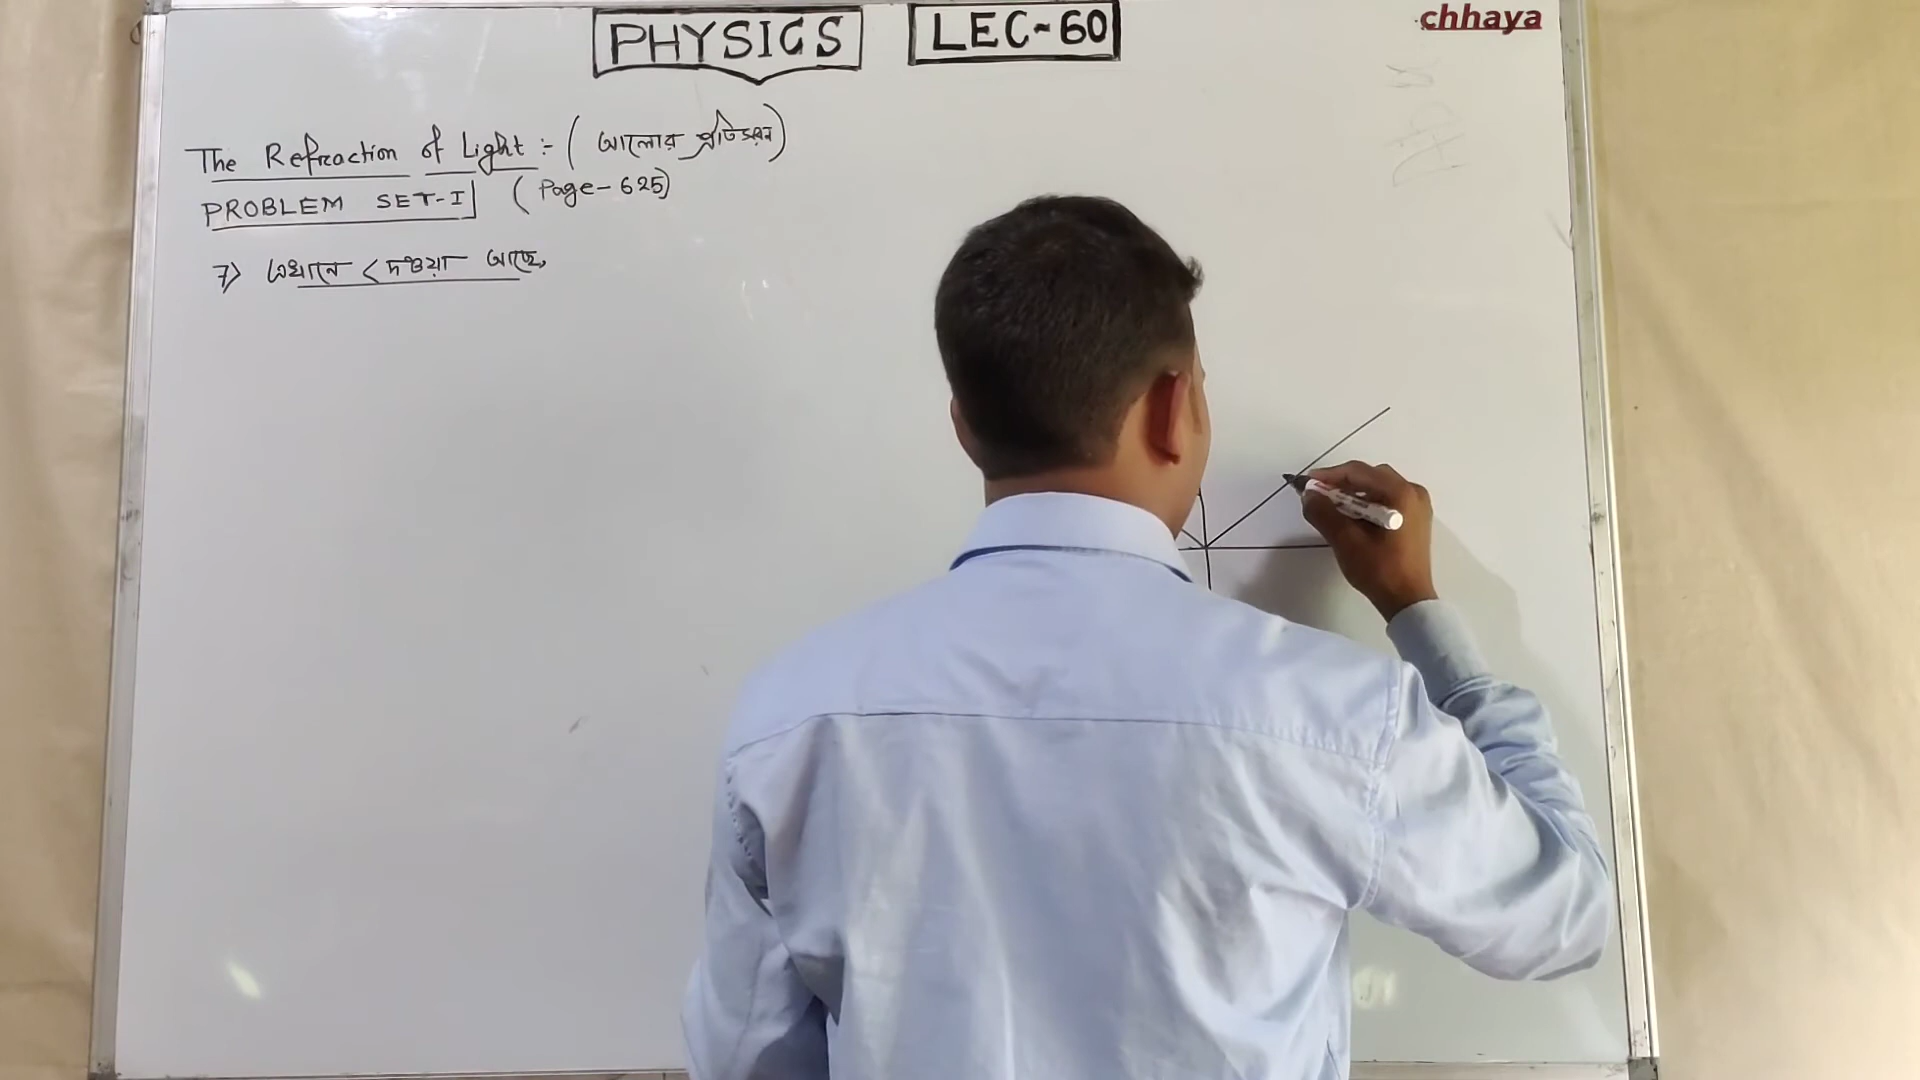 PHYSICS LEC-60
chhaya
The Refraction of Light :- ( আলোর প্রতিসরণ )
PROBLEM SET-I ( Page-625)
7> এখানে < দেওয়া আছে,